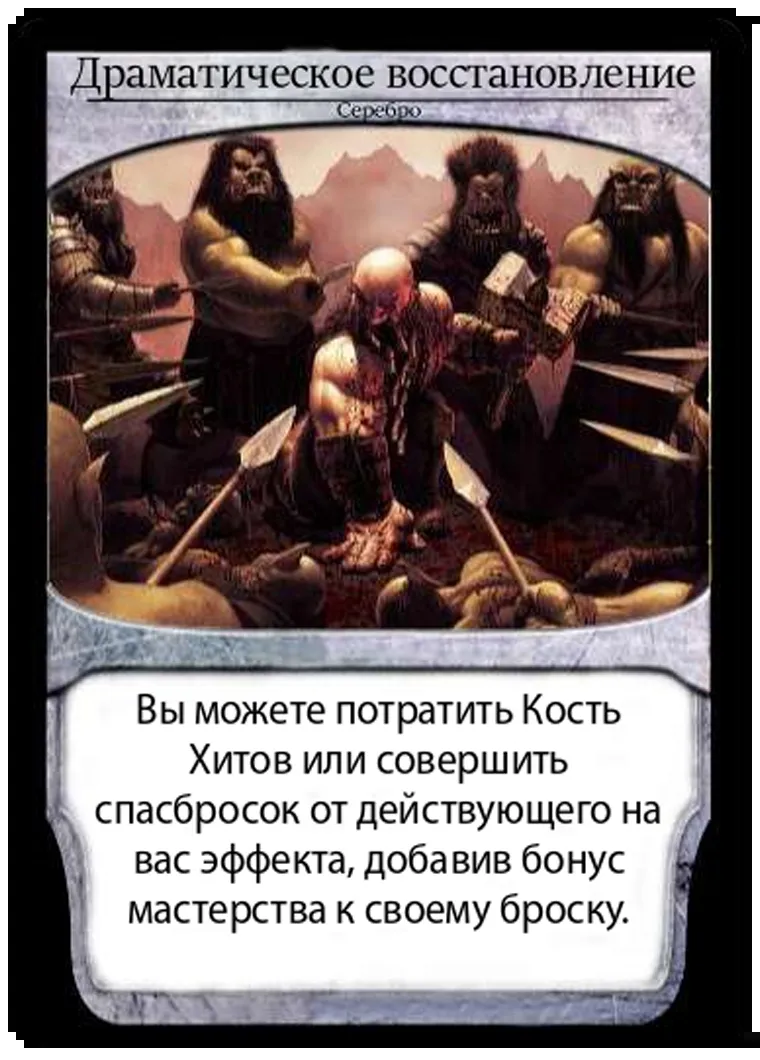 Драматическое восстановление
Серебро
Вы можете потратить Кость
Хитов или совершить
спасбросок от действующего на
вас эффекта, добавив бонус
мастерства к своему броску.